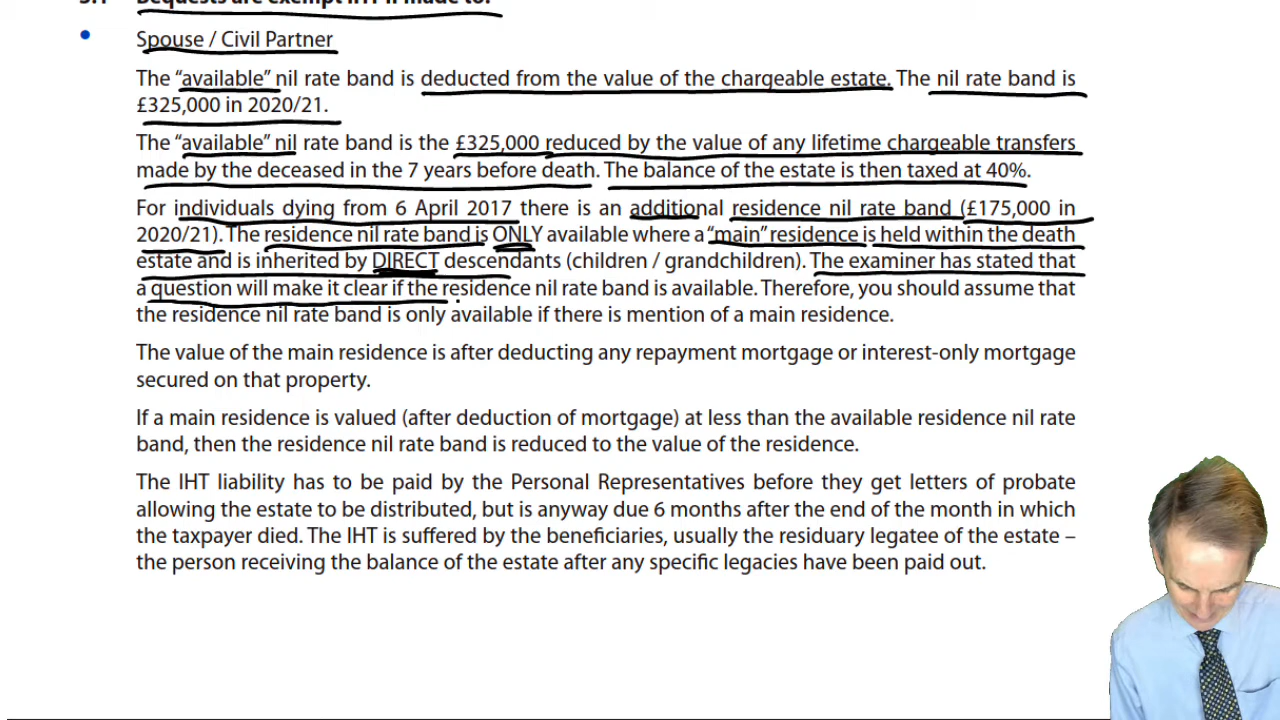 3.1 Bequests are exempt IHT if made to:
• Spouse / Civil Partner
The “available” nil rate band is deducted from the value of the chargeable estate. The nil rate band is
£325,000 in 2020/21.
The “available” nil rate band is the £325,000 reduced by the value of any lifetime chargeable transfers
made by the deceased in the 7 years before death. The balance of the estate is then taxed at 40%.
For individuals dying from 6 April 2017 there is an additional residence nil rate band (£175,000 in
2020/21). The residence nil rate band is ONLY available where a “main” residence is held within the death
estate and is inherited by DIRECT descendants (children / grandchildren). The examiner has stated that
a question will make it clear if the residence nil rate band is available. Therefore, you should assume that
the residence nil rate band is only available if there is mention of a main residence.
The value of the main residence is after deducting any repayment mortgage or interest-only mortgage
secured on that property.
If a main residence is valued (after deduction of mortgage) at less than the available residence nil rate
band, then the residence nil rate band is reduced to the value of the residence.
The IHT liability has to be paid by the Personal Representatives before they get letters of probate
allowing the estate to be distributed, but is anyway due 6 months after the end of the month in which
the taxpayer died. The IHT is suffered by the beneficiaries, usually the residuary legatee of the estate –
the person receiving the balance of the estate after any specific legacies have been paid out.